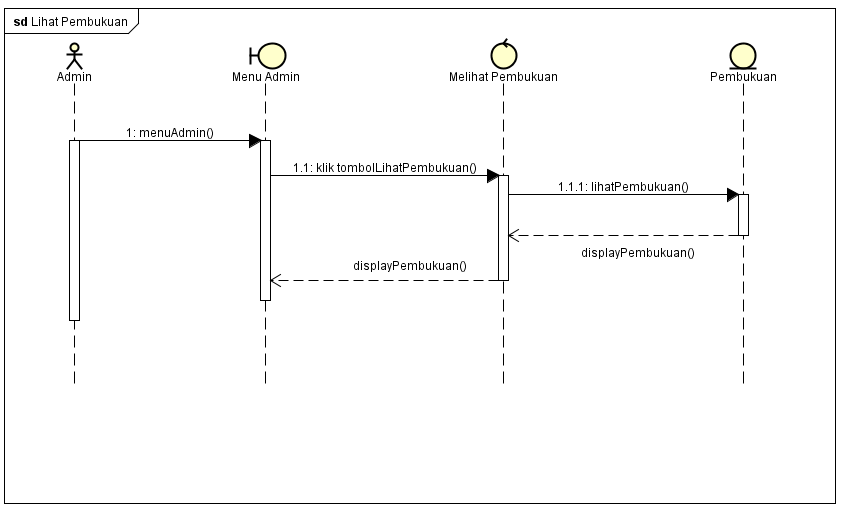 sd Lihat Pembukuan
Admin
Menu Admin
Melihat Pembukuan
Pembukuan
1: menuAdmin()
1.1: klik tombolLihatPembukuan()
1.1.1: lihatPembukuan()
displayPembukuan()
displayPembukuan()